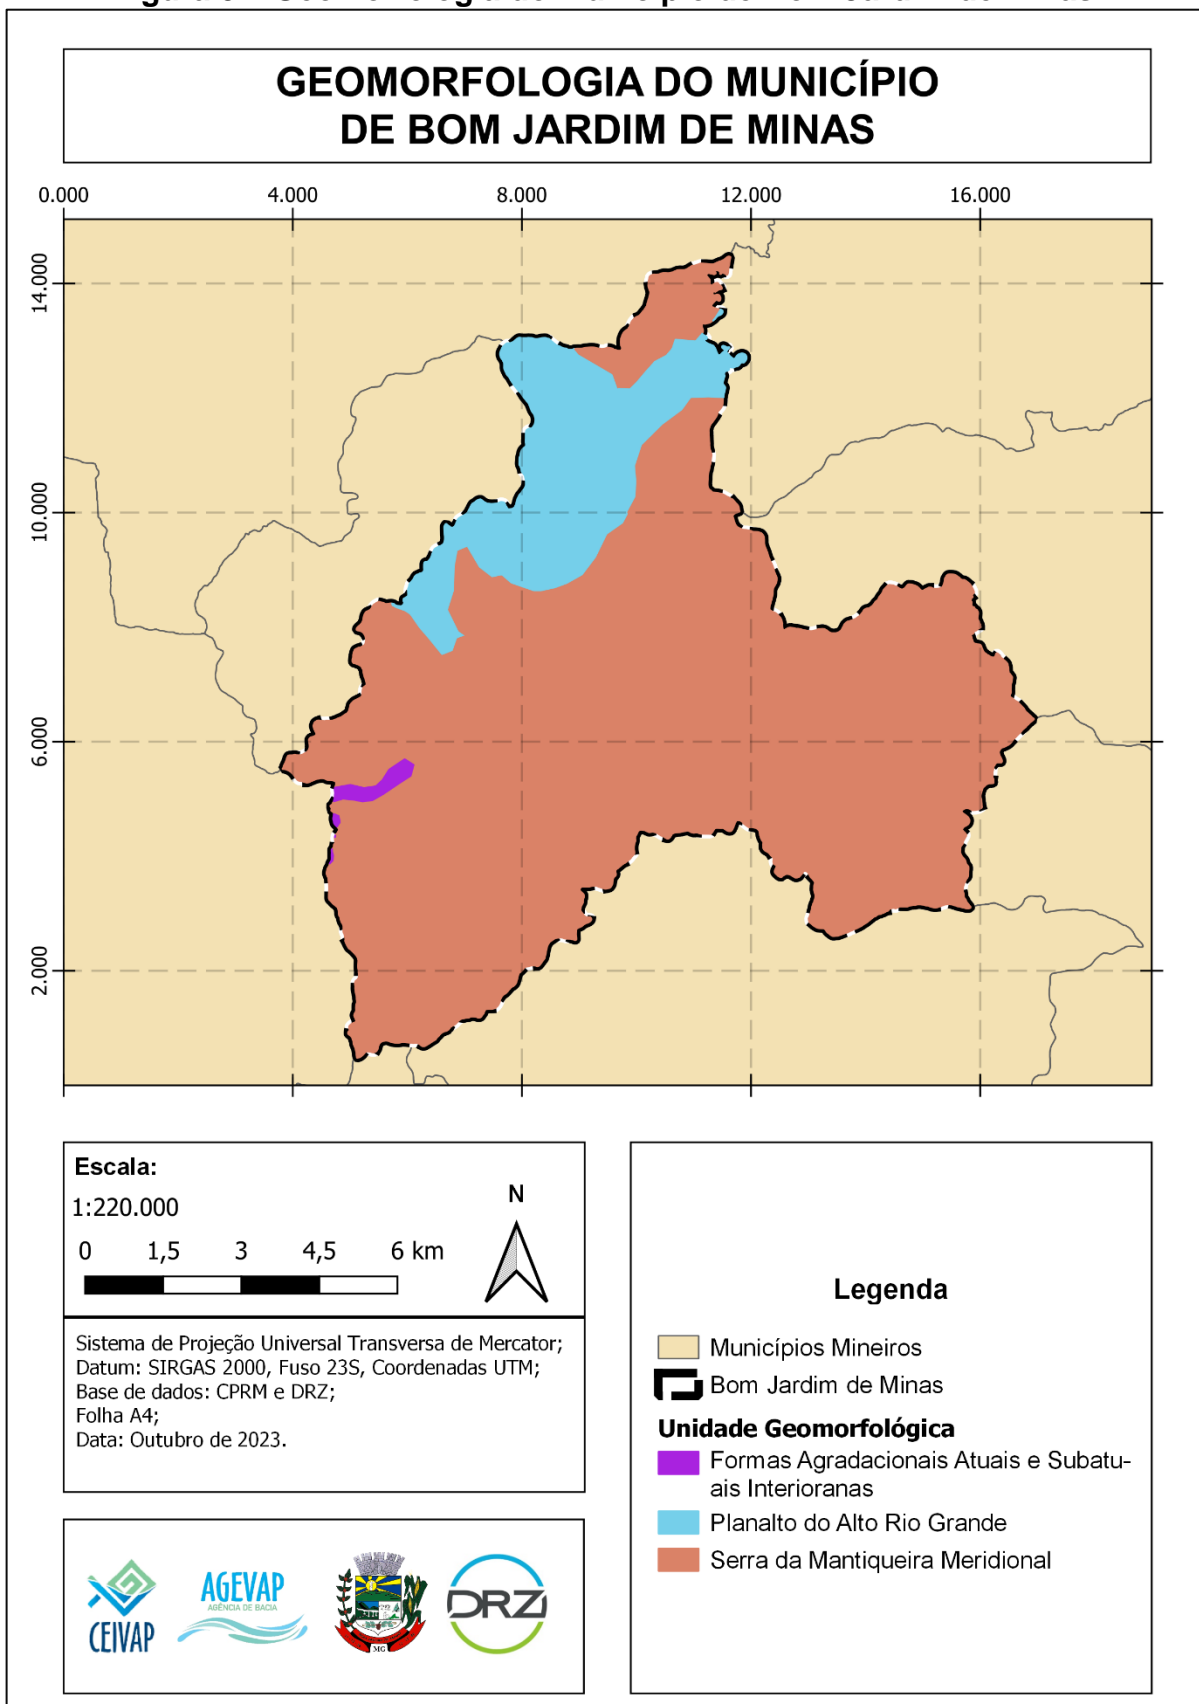 GEOMORFOLOGIA DO MUNICÍPIO
DE BOM JARDIM DE MINAS
0.000 4.000 8.000 12.000 16.000
14.000
10.000
6.000
2.000
Escala:
1:220.000
0 1,5 3 4,5 6 km
N
Sistema de Projeção Universal Transversa de Mercator;
Datum: SIRGAS 2000, Fuso 23S, Coordenadas UTM;
Base de dados: CPRM e DRZ;
Folha A4;
Data: Outubro de 2023.
Legenda
Municípios Mineiros
Bom Jardim de Minas
Unidade Geomorfológica
Formas Agradacionais Atuais e Subatu-
ais Interioranas
Planalto do Alto Rio Grande
Serra da Mantiqueira Meridional
CEIVAP
AGEVAP
AGÊNCIA DE BACIA
MG
DRZ